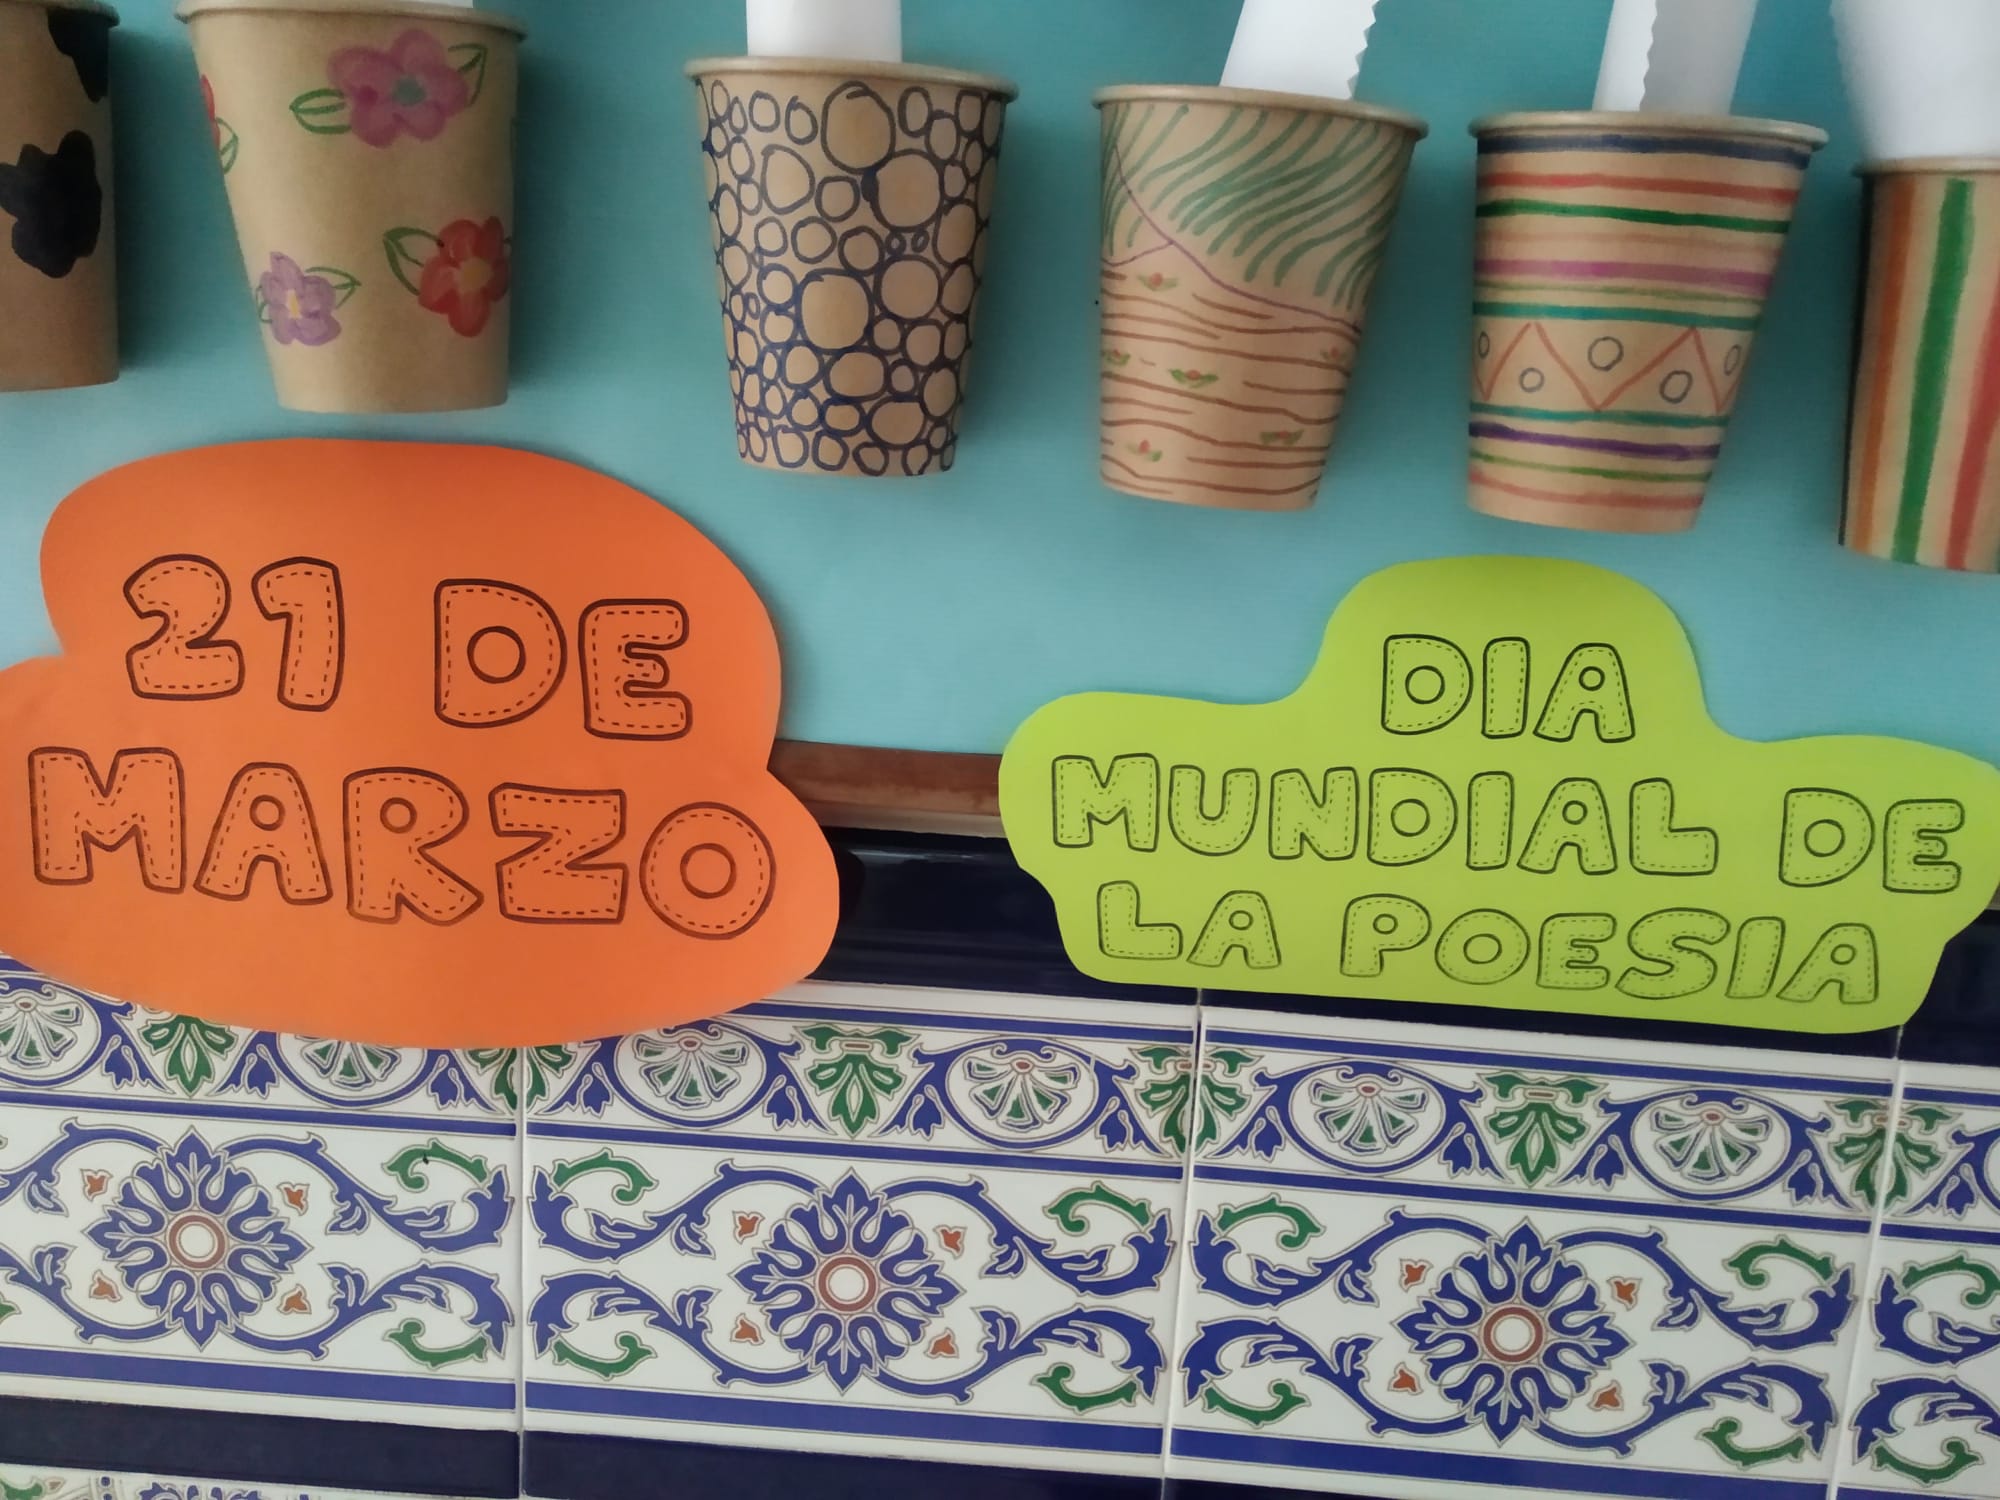 21 DE
MARZO
DIA
MUNDIAL DE
LA POESIA